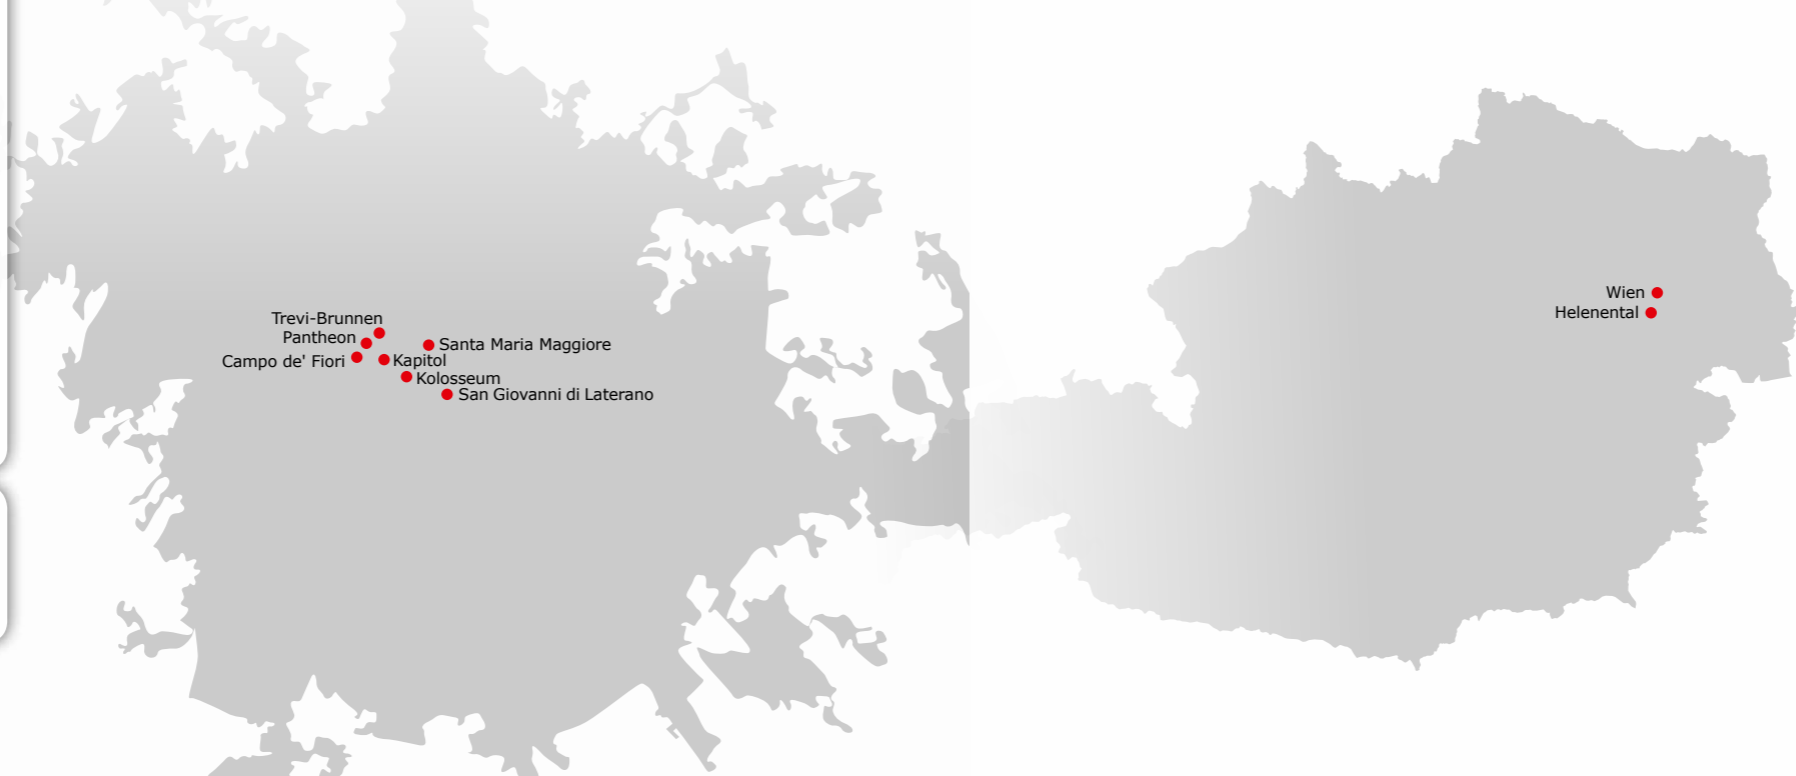 Trevi-Brunnen
Pantheon
Campo de' Fiori
Santa Maria Maggiore
Kapitol
Kolosseum
San Giovanni di Laterano
Wien
Helenental